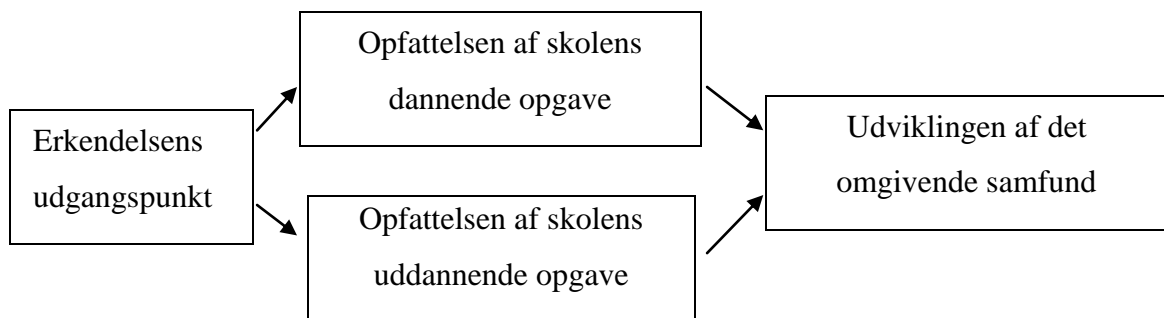 Erkendelsens
udgangspunkt
Opfattelsen af skolens
dannende opgave
Opfattelsen af skolens
uddannende opgave
Udviklingen af det
omgivende samfund